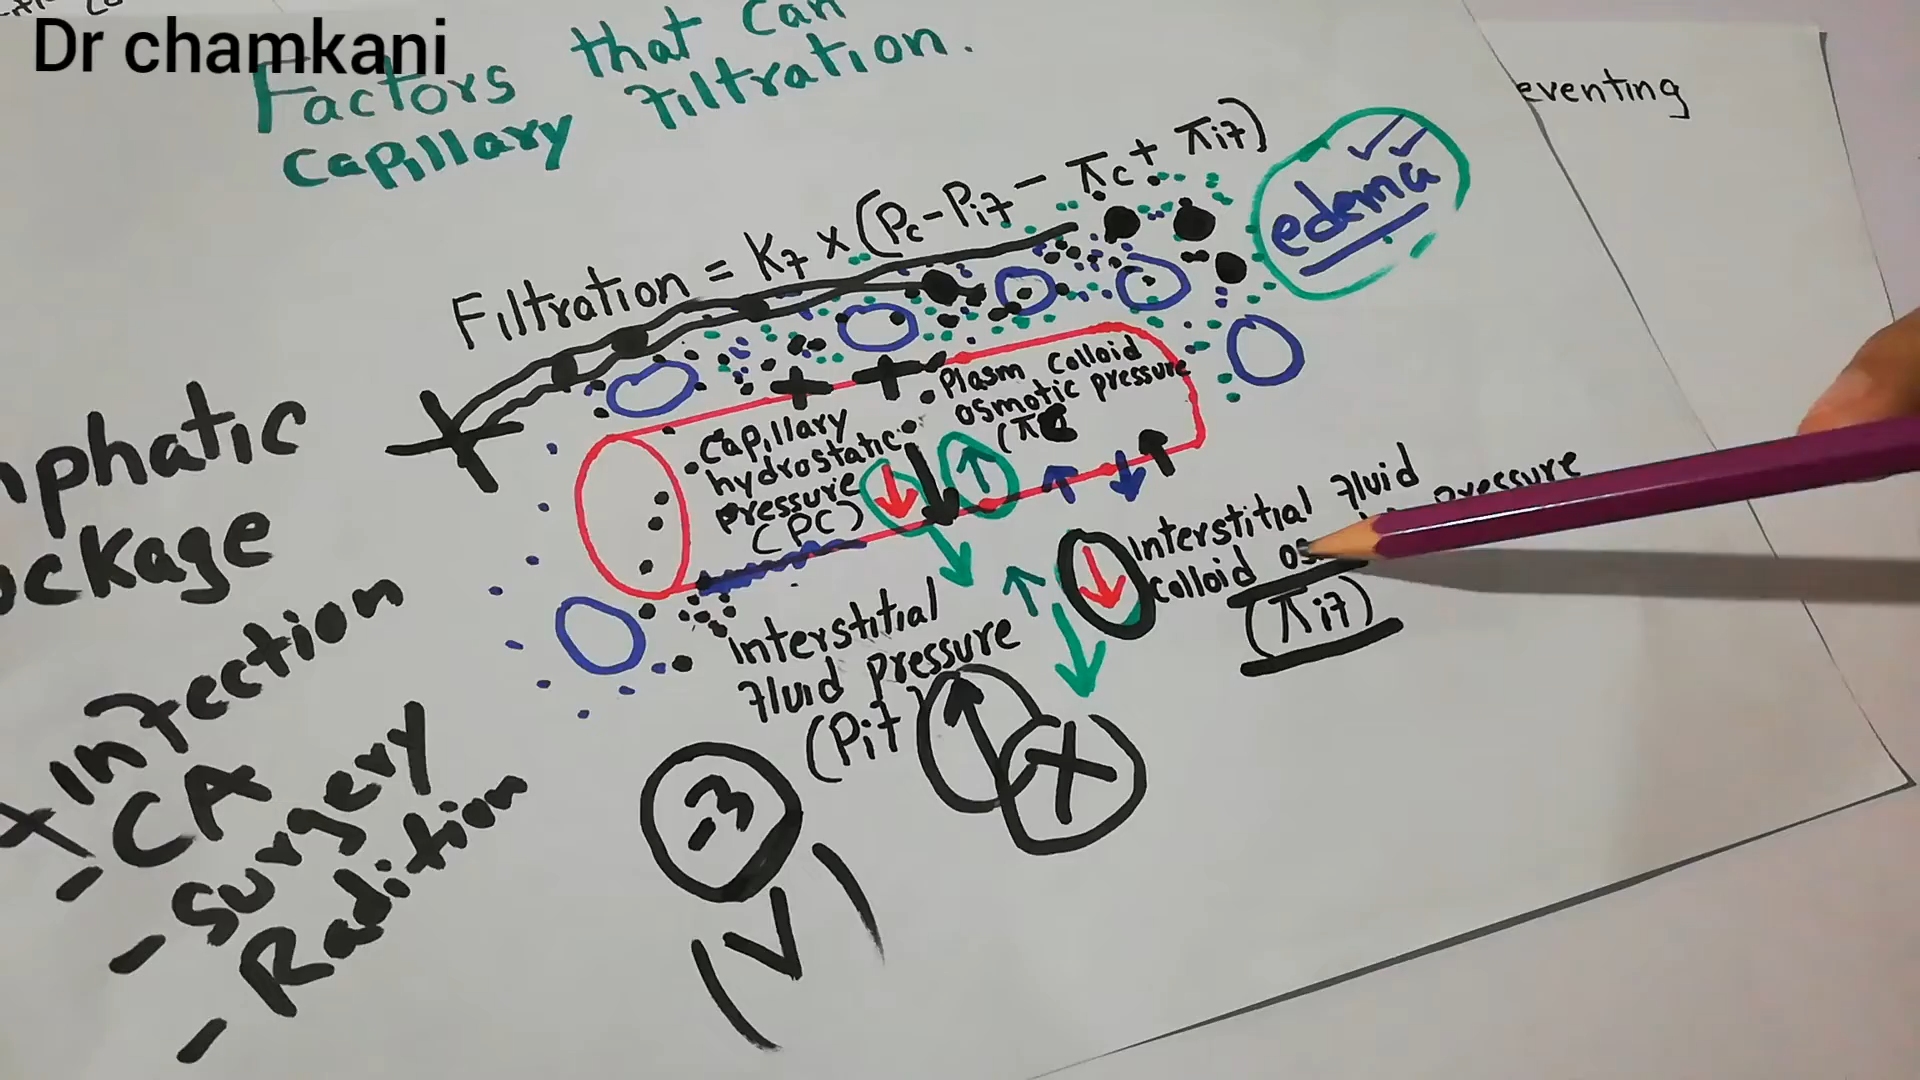 Dr chamkani
Factors that can
capillary Filtration.
eventing
Filtration = Kf x (Pc - Pif - πc + πif)
edema
Plasm colloid
osmotic pressure
(πc
Capillary
hydrostatic
pressure
(PC)
Interstitial
Fluid pressure
(Pif)
Interstitial Fluid
Colloid pressure
(πif)
-3
phatic
ckage
Infection
- CA
- Surgery
- Radition